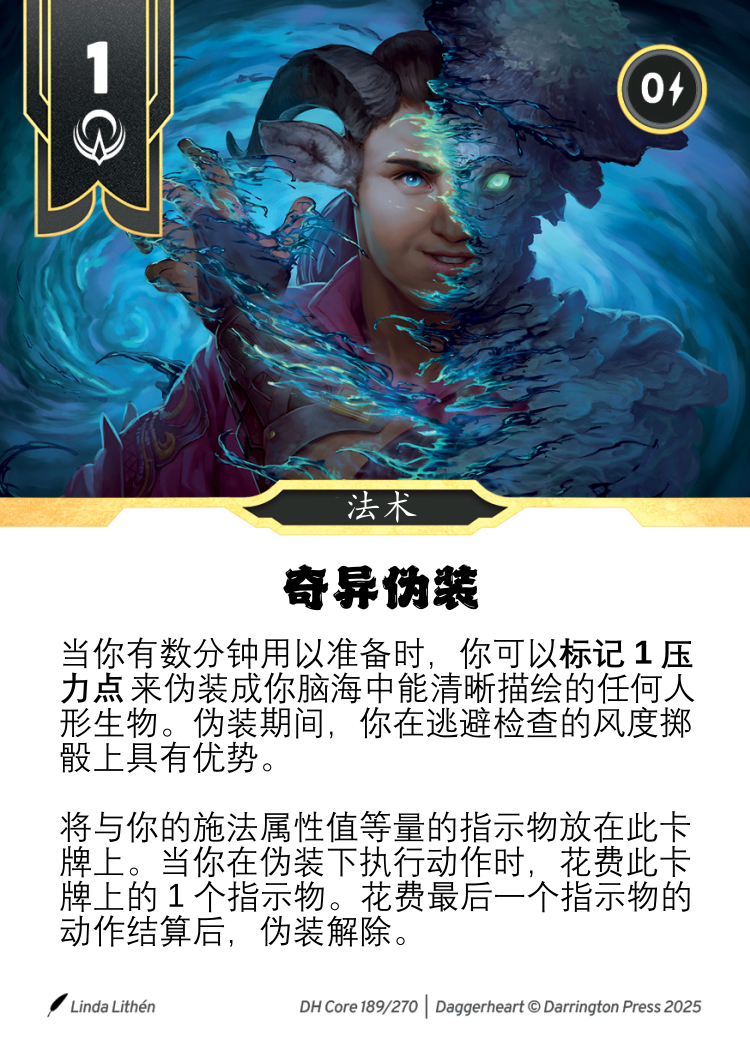 1
0
法术
奇异伪装
当你有数分钟用以准备时，你可以标记 1 压
力点 来伪装成你脑海中能清晰描绘的任何人
形生物。伪装期间，你在逃避检查的风度掷
骰上具有优势。
将与你的施法属性值等量的指示物放在此卡
牌上。当你在伪装下执行动作时，花费此卡
牌上的 1 个指示物。花费最后一个指示物的
动作结算后，伪装解除。
Linda Lithén
DH Core 189/270 | Daggerheart © Darrington Press 2025